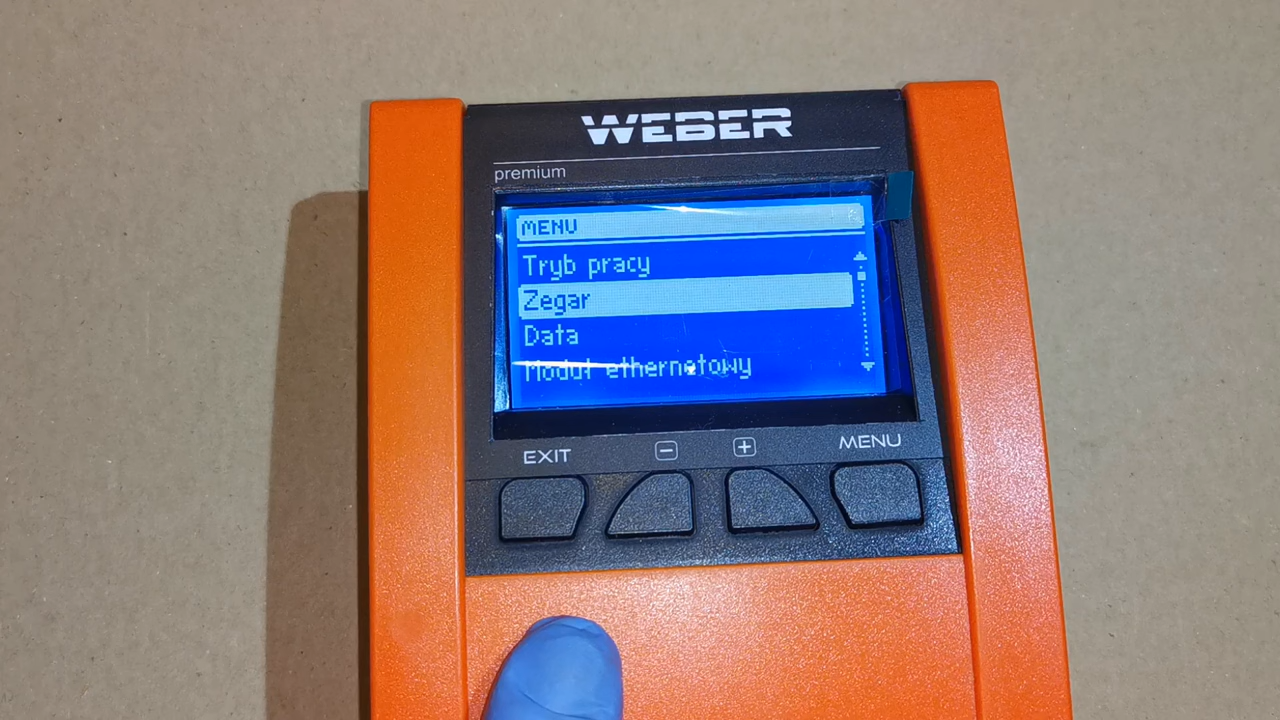 WEBER
premium
MENU
Tryb pracy
Zegar
Data
Moduł ethernetowy
EXIT - + MENU